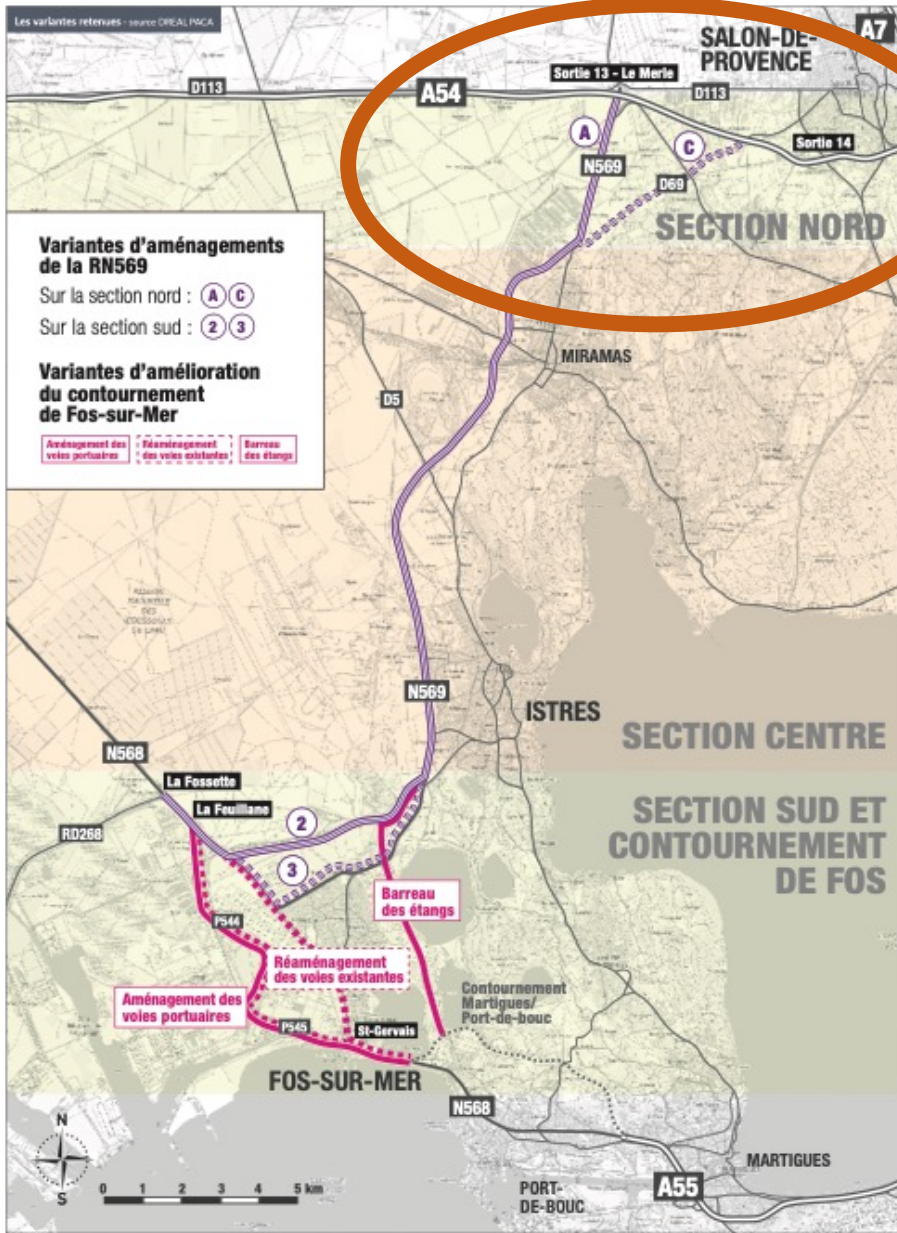 Les variantes retenues - source DREAL PACA
A7
SALON-DE-
PROVENCE
Sortie 13 - Le Merle
D113
A54
D113
A
C
Sortie 14
N569
D69
SECTION NORD
Variantes d'aménagements
de la RN569
Sur la section nord : A C
Sur la section sud : 2 3
Variantes d'amélioration
du contournement
de Fos-sur-Mer
Aménagement des
voies portuaires
Réaménagement
des voies existantes
Barreau
des étangs
MIRAMAS
D5
N569
ISTRES
SECTION CENTRE
N568
La Fossette
La Feuillane
SECTION SUD ET
CONTOURNEMENT
DE FOS
RD268
2
3
Barreau
des étangs
P544
Réaménagement
des voies existantes
Aménagement des
voies portuaires
Contournement
Martigues/
Port-de-bouc
P545
St-Gervais
FOS-SUR-MER
N568
N
S
0 1 2 3 4 5 km
MARTIGUES
PORT-
DE-BOUC
A55